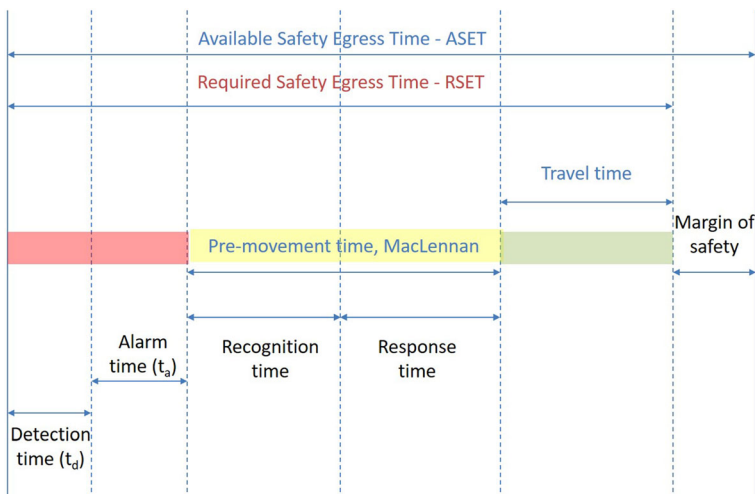 Available Safety Egress Time - ASET
Required Safety Egress Time - RSET
Travel time
Margin of
safety
Pre-movement time, MacLennan
Alarm
time (tₐ)
Recognition
time
Response
time
Detection
time (t_d)